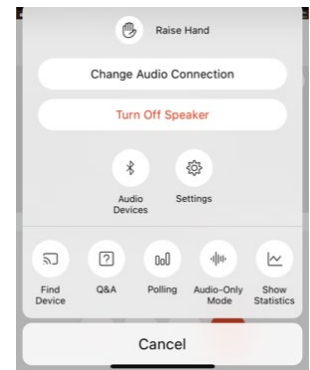 Raise Hand
Change Audio Connection
Turn Off Speaker
Audio
Devices
Settings
Find
Device
Q&A
Polling
Audio-Only
Mode
Show
Statistics
Cancel